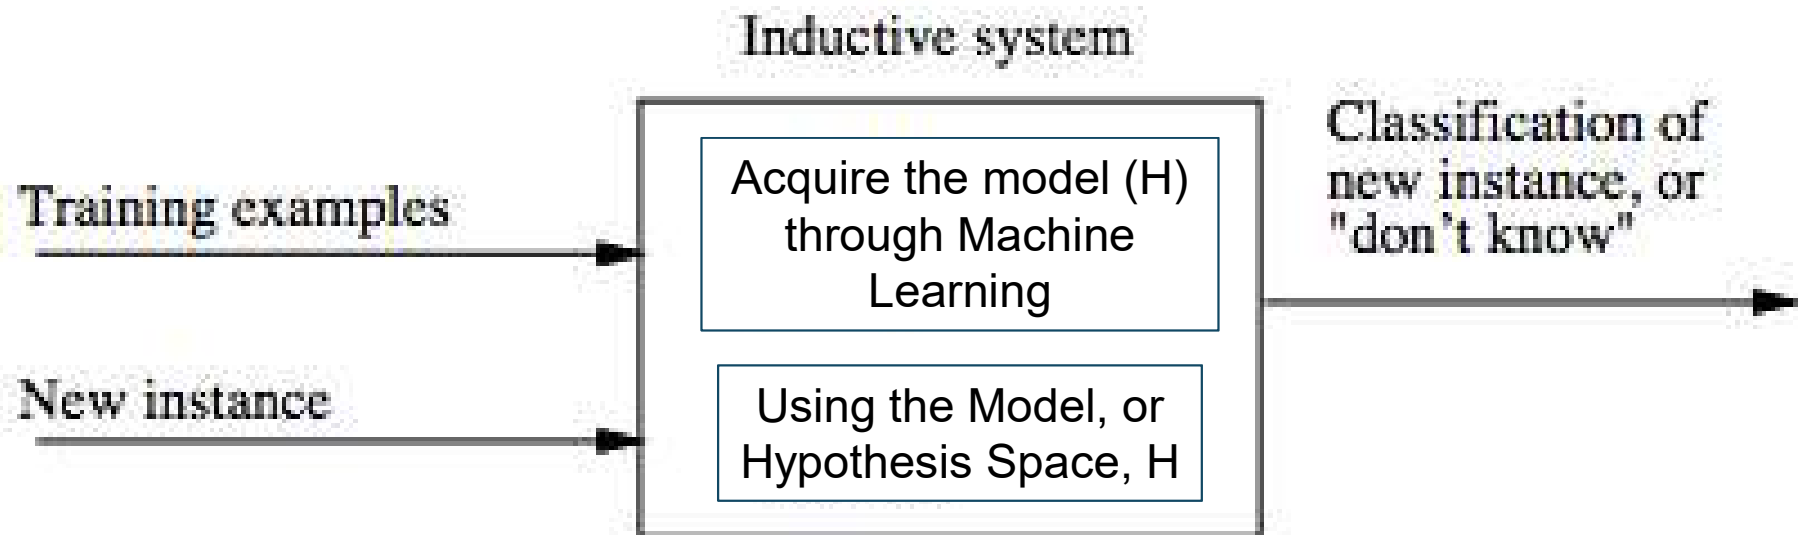 Inductive system
Training examples
New instance
Acquire the model (H)
through Machine
Learning
Using the Model, or
Hypothesis Space, H
Classification of
new instance, or
"don't know"